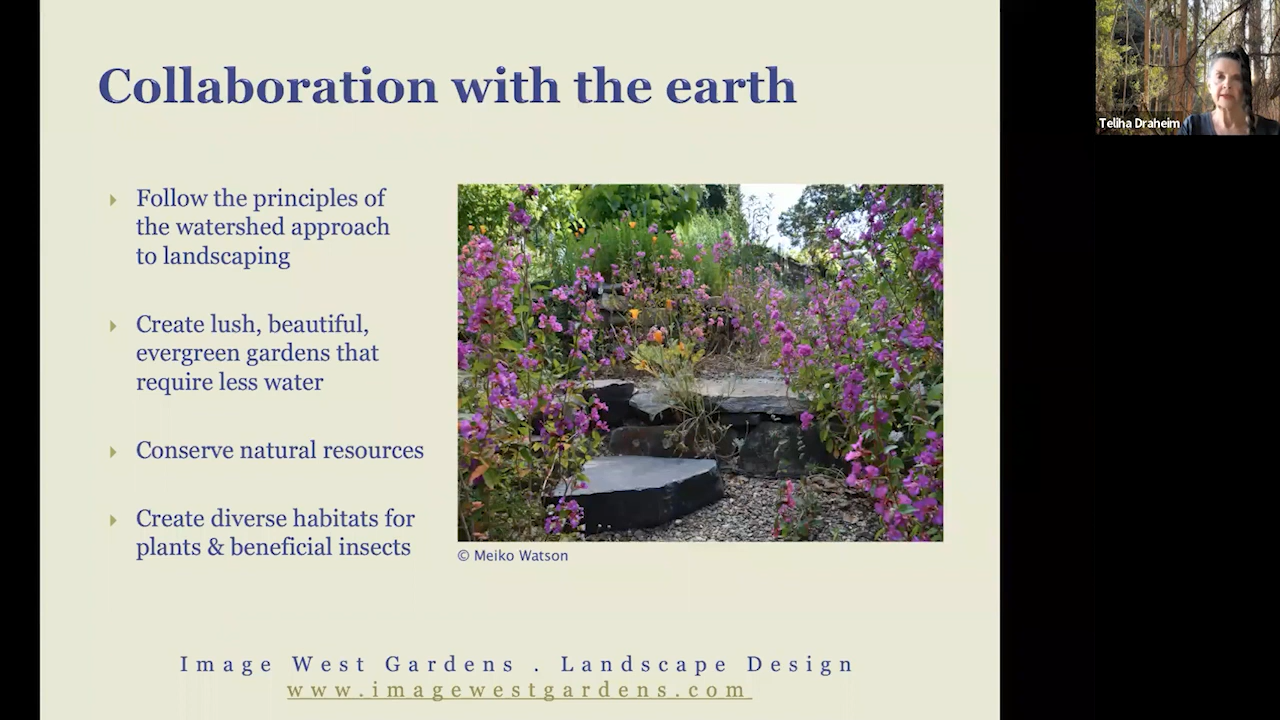 Collaboration with the earth
Teliha Draheim
Follow the principles of
the watershed approach
to landscaping
Create lush, beautiful,
evergreen gardens that
require less water
Conserve natural resources
Create diverse habitats for
plants & beneficial insects
© Meiko Watson
Image West Gardens . Landscape Design
www.imagewestgardens.com